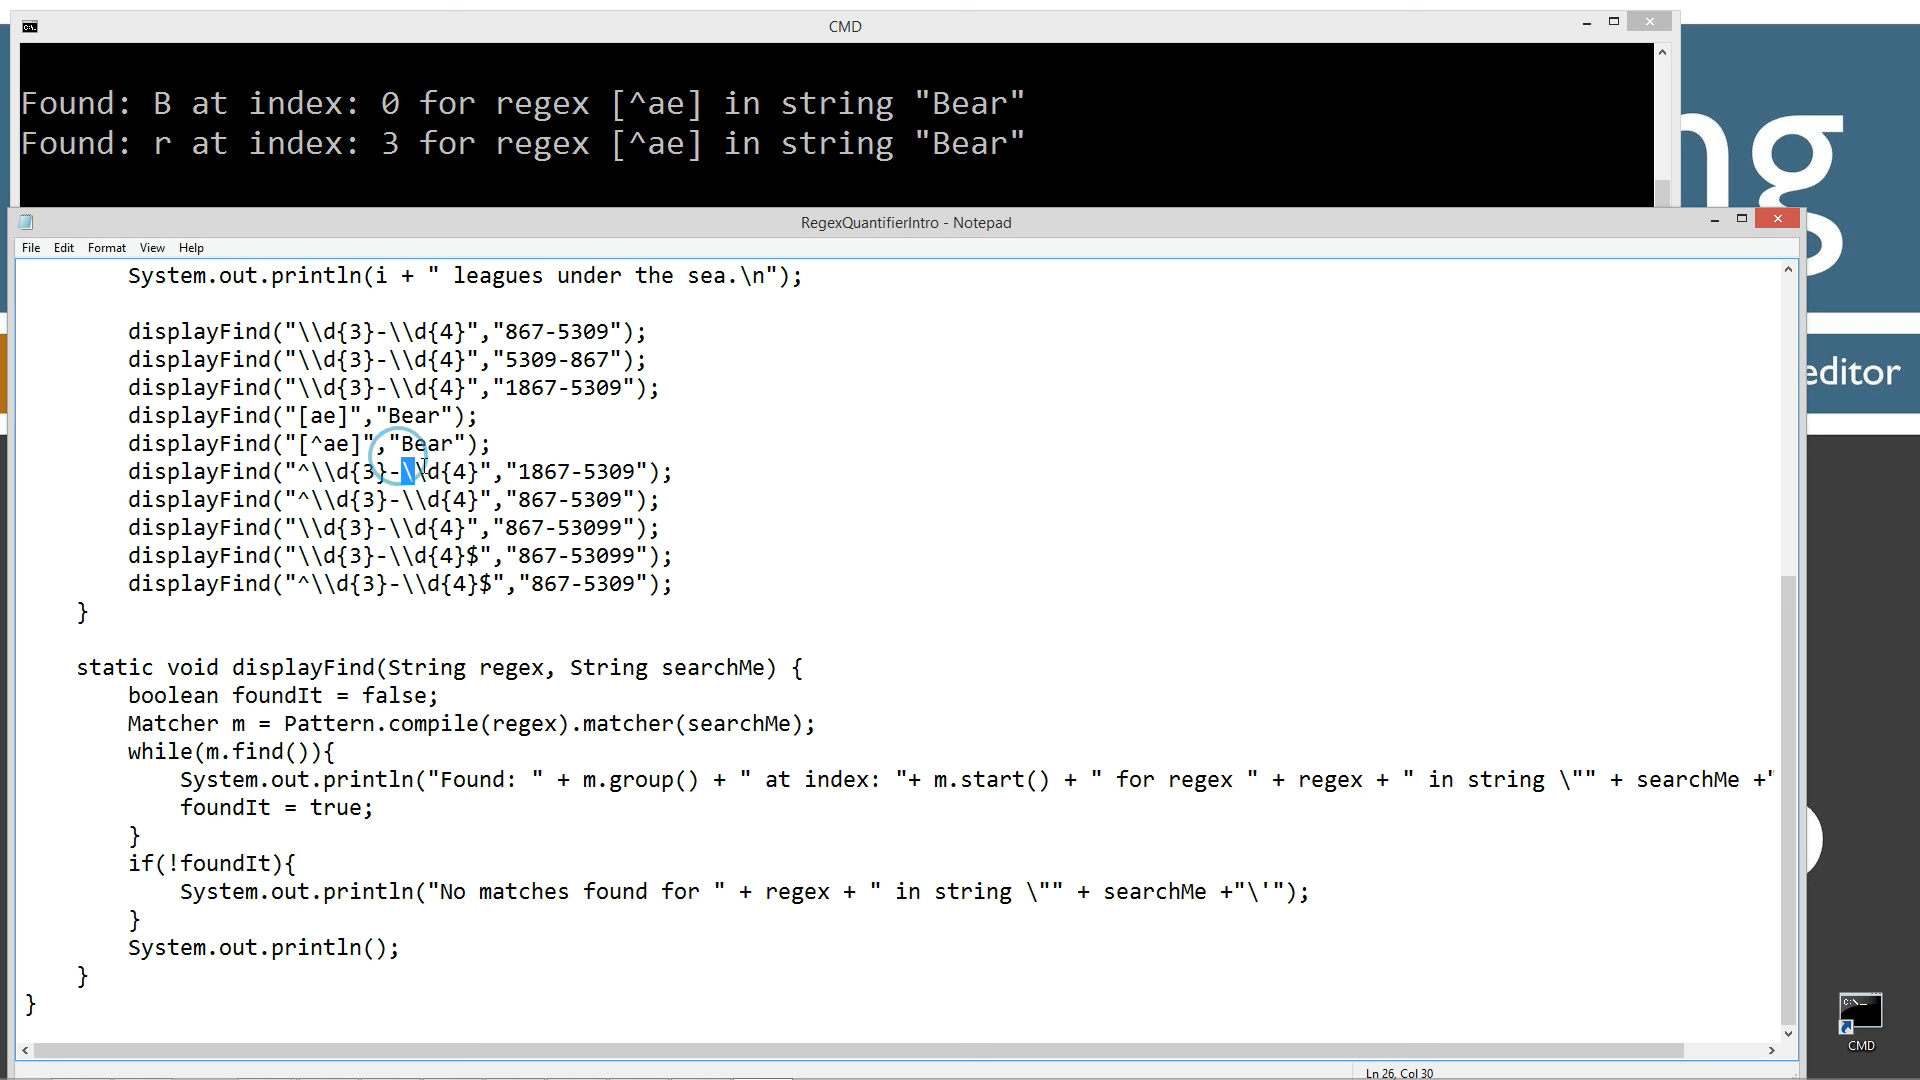 CMD
Found: B at index: 0 for regex [^ae] in string "Bear"
Found: r at index: 3 for regex [^ae] in string "Bear"
ng
editor
RegexQuantifierIntro - Notepad
File Edit Format View Help
System.out.println(i + " leagues under the sea.\n");
displayFind("\\d{3}-\\d{4}","867-5309");
displayFind("\\d{3}-\\d{4}","5309-867");
displayFind("\\d{3}-\\d{4}","1867-5309");
displayFind("[ae]","Bear");
displayFind("[^ae]","Bear");
displayFind("^\\d{3}-\\d{4}","1867-5309");
displayFind("^\\d{3}-\\d{4}","867-5309");
displayFind("\\d{3}-\\d{4}","867-53099");
displayFind("\\d{3}-\\d{4}$","867-53099");
displayFind("^\\d{3}-\\d{4}$","867-5309");
}
static void displayFind(String regex, String searchMe) {
boolean foundIt = false;
Matcher m = Pattern.compile(regex).matcher(searchMe);
while(m.find()){
System.out.println("Found: " + m.group() + " at index: "+ m.start() + " for regex " + regex + " in string \"" + searchMe +"
foundIt = true;
}
if(!foundIt){
System.out.println("No matches found for " + regex + " in string \"" + searchMe +"\'");
}
System.out.println();
}
}
CMD
Ln 26, Col 30